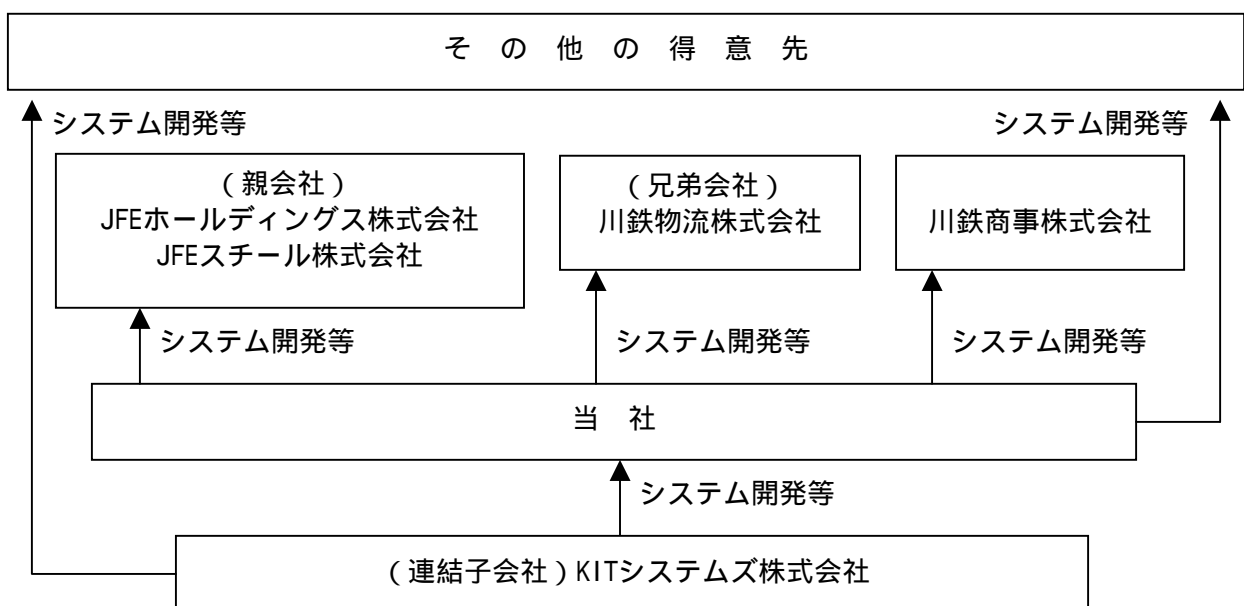 その他の得意先
システム開発等
システム開発等
(親会社)
JFEホールディングス株式会社
JFEスチール株式会社
(兄弟会社)
川鉄物流株式会社
川鉄商事株式会社
システム開発等
システム開発等
システム開発等
当社
システム開発等
(連結子会社)KITシステムズ株式会社